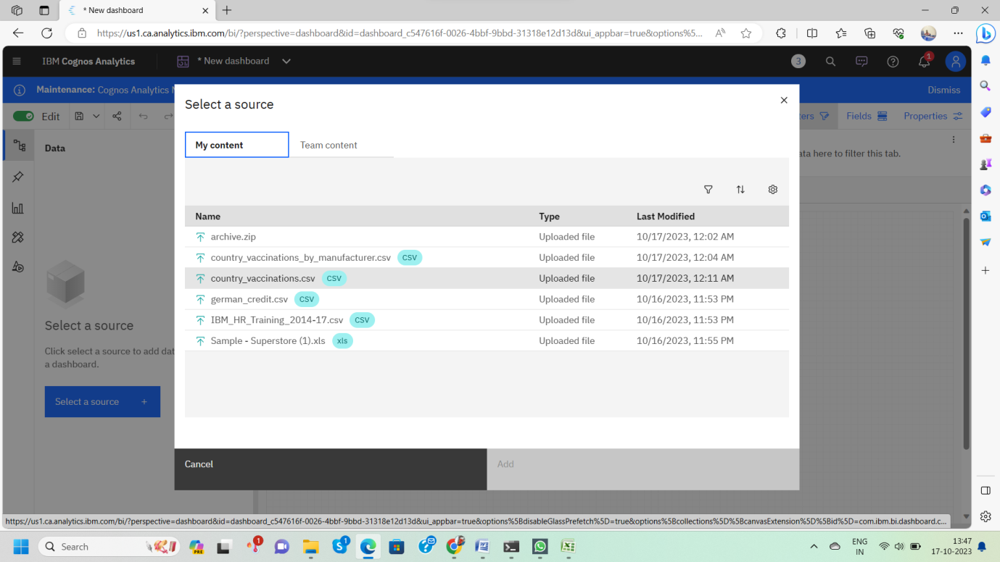 * New dashboard
https://us1.ca.analytics.ibm.com/bi/?perspective=dashboard&id=dashboard_c547616f-0026-4bbf-9bbd-31318e12d13d&ui_appbar=true&options%5...
IBM Cognos Analytics
* New dashboard
3
1
Maintenance: Cognos Analytics
Dismiss
Edit
Fields
Properties
Data
ata here to filter this tab.
Select a source
My content
Team content
Name Type Last Modified
archive.zip Uploaded file 10/17/2023, 12:02 AM
country_vaccinations_by_manufacturer.csv CSV Uploaded file 10/17/2023, 12:04 AM
country_vaccinations.csv CSV Uploaded file 10/17/2023, 12:11 AM
german_credit.csv CSV Uploaded file 10/16/2023, 11:53 PM
IBM_HR_Training_2014-17.csv CSV Uploaded file 10/16/2023, 11:53 PM
Sample - Superstore (1).xls xls Uploaded file 10/16/2023, 11:55 PM
Select a source
Click select a source to add dat
a dashboard.
Select a source +
Cancel
Add
https://us1.ca.analytics.ibm.com/bi/?perspective=dashboard&id=dashboard_c547616f-0026-4bbf-9bbd-31318e12d13d&ui_appbar=true&options%5BdisableGlassPrefetch%5D=true&options%5Bcollections%5D%5BcanvasExtension%5D%5Bid%5D=com.ibm.bi.dashboard.c...
Search
PRE
1
1
ENG
IN
13:47
17-10-2023